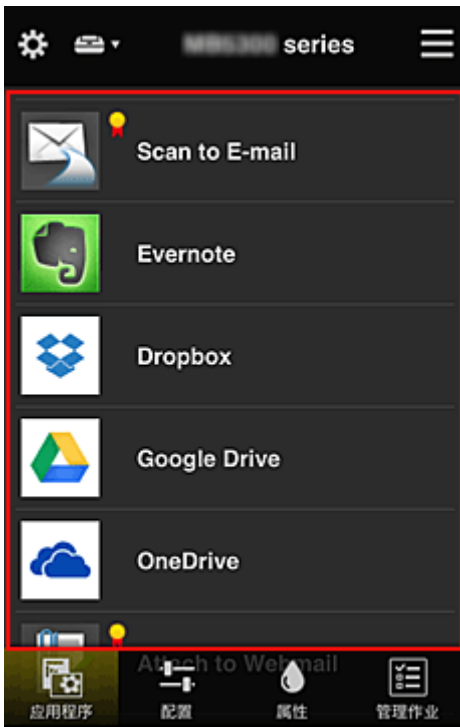 series
Scan to E-mail
Evernote
Dropbox
Google Drive
OneDrive
Attach to Webmail
应用程序
配置
属性
管理作业